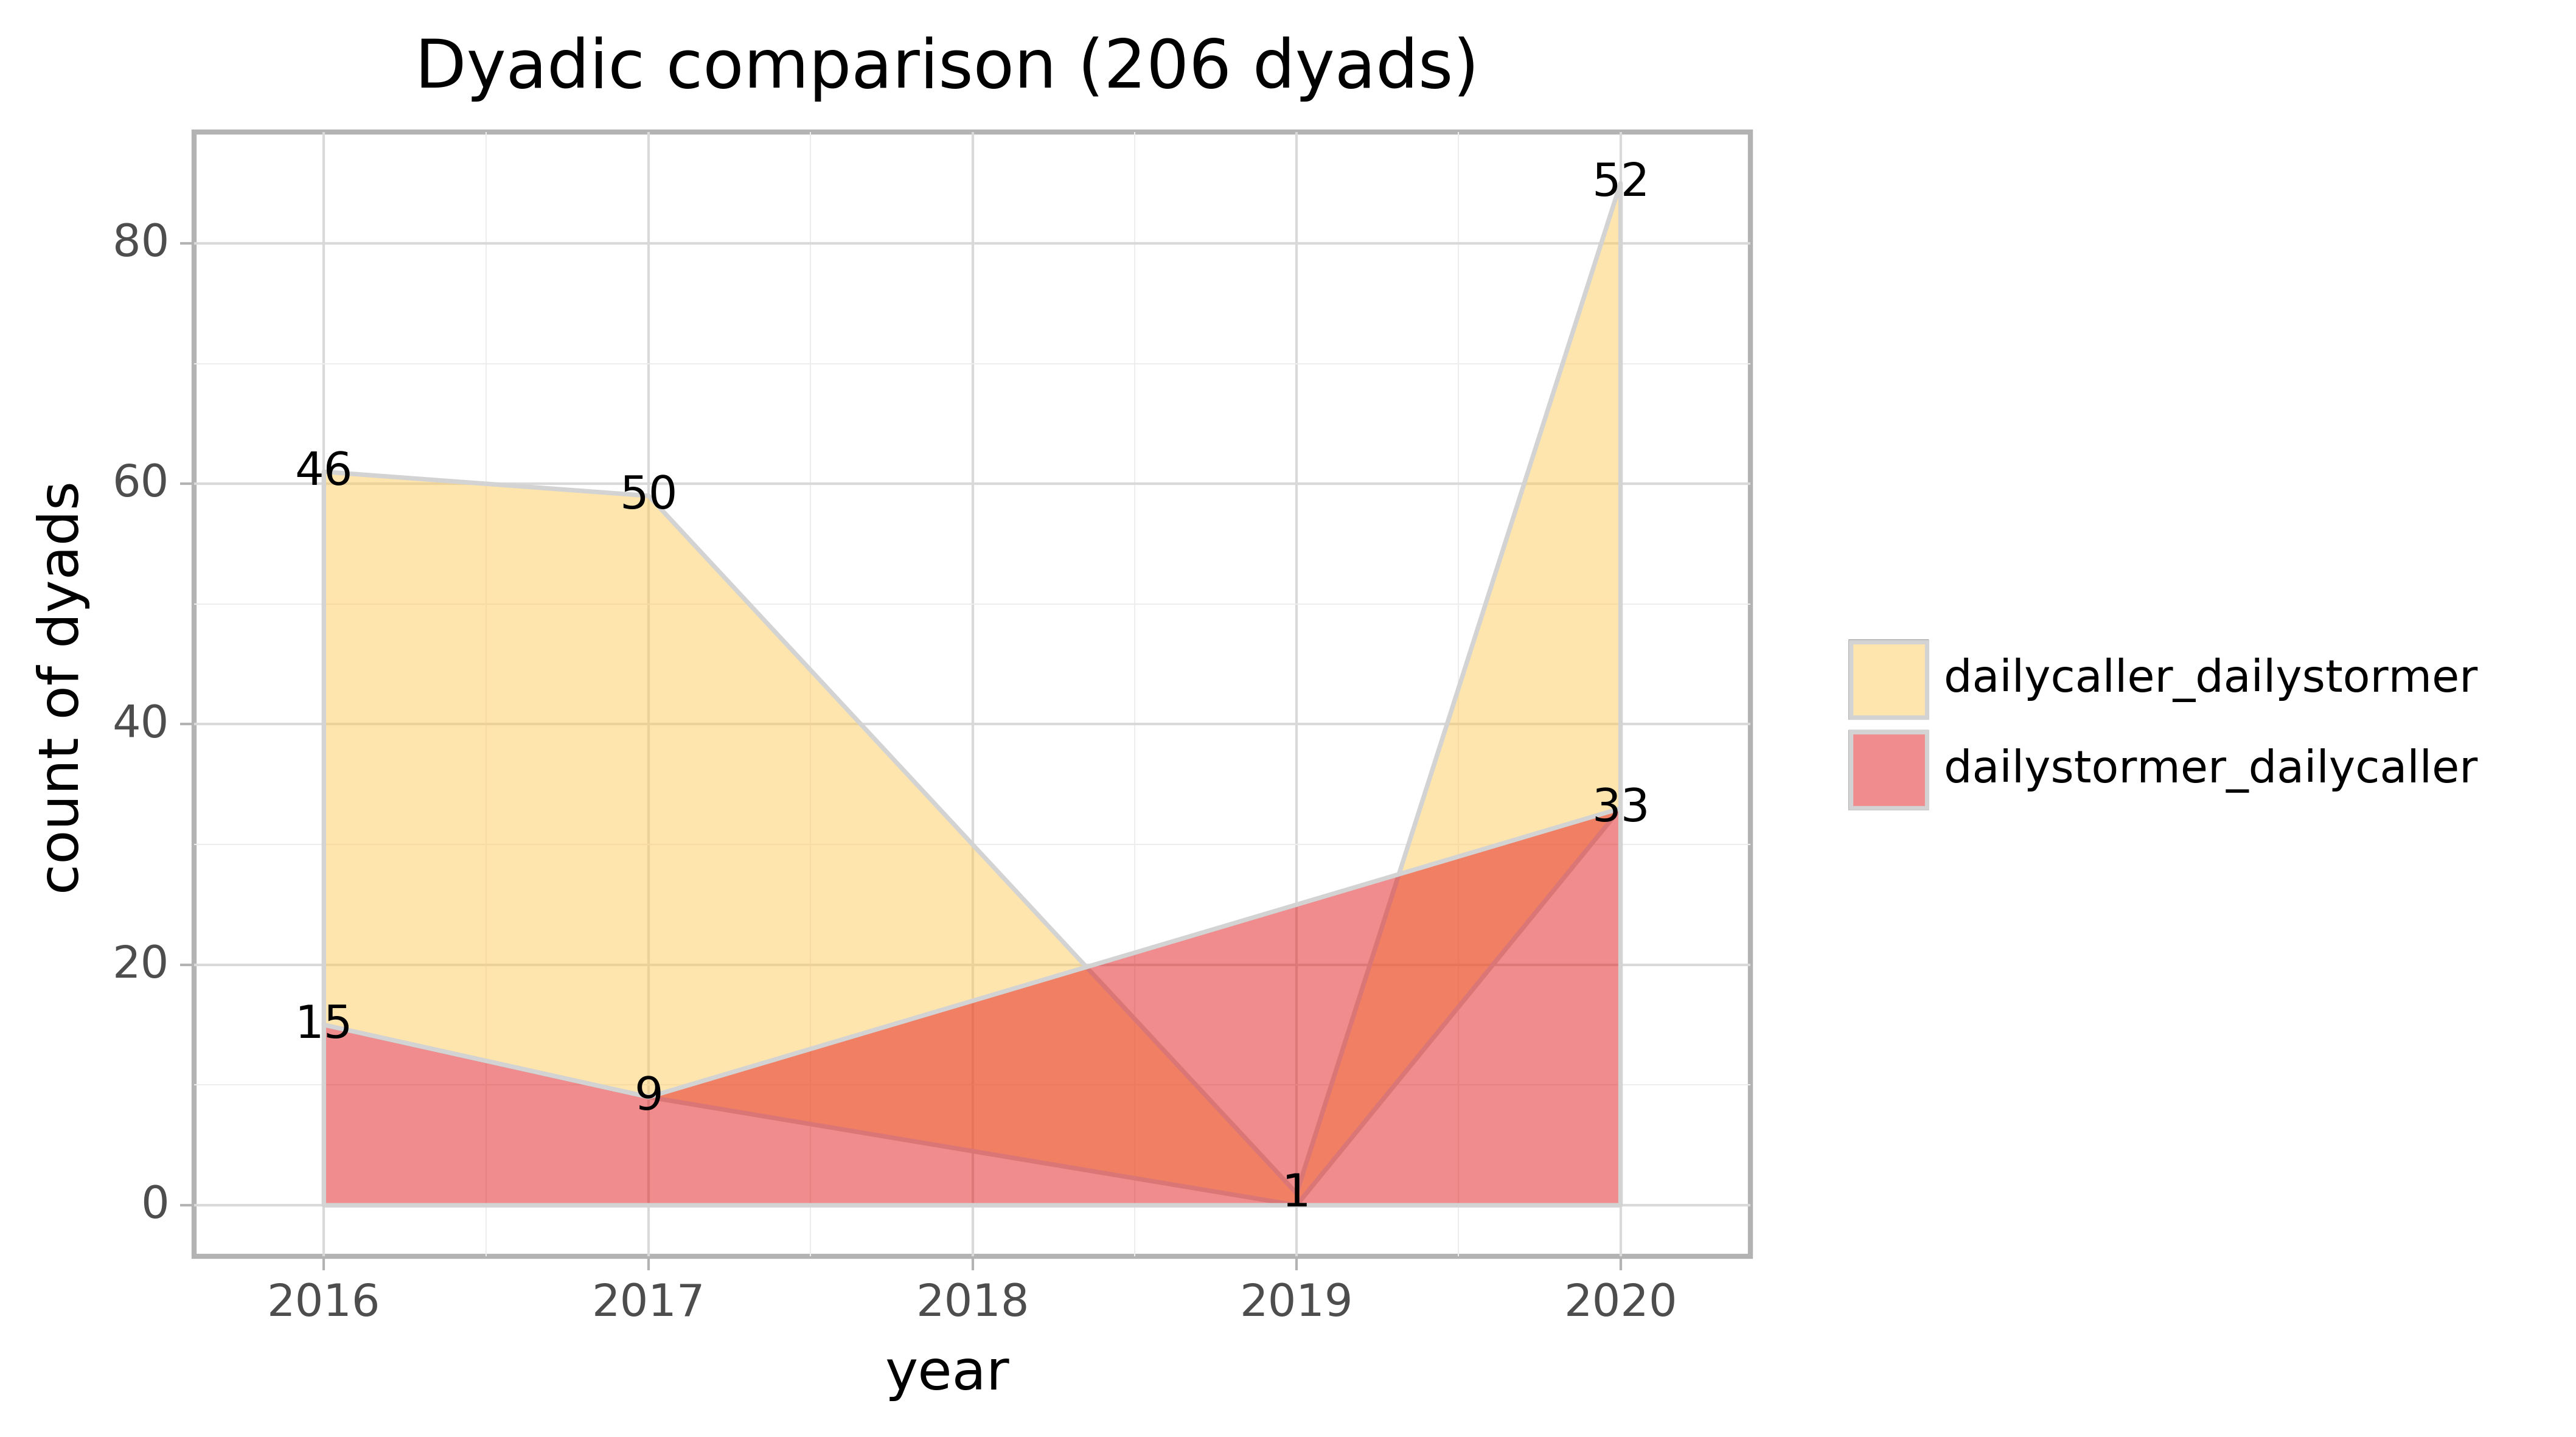 Dyadic comparison (206 dyads)
count of dyads
80
60
40
20
0
52
46
50
33
15
9
1
2016 2017 2018 2019 2020
year
dailycaller_dailystormer
dailystormer_dailycaller